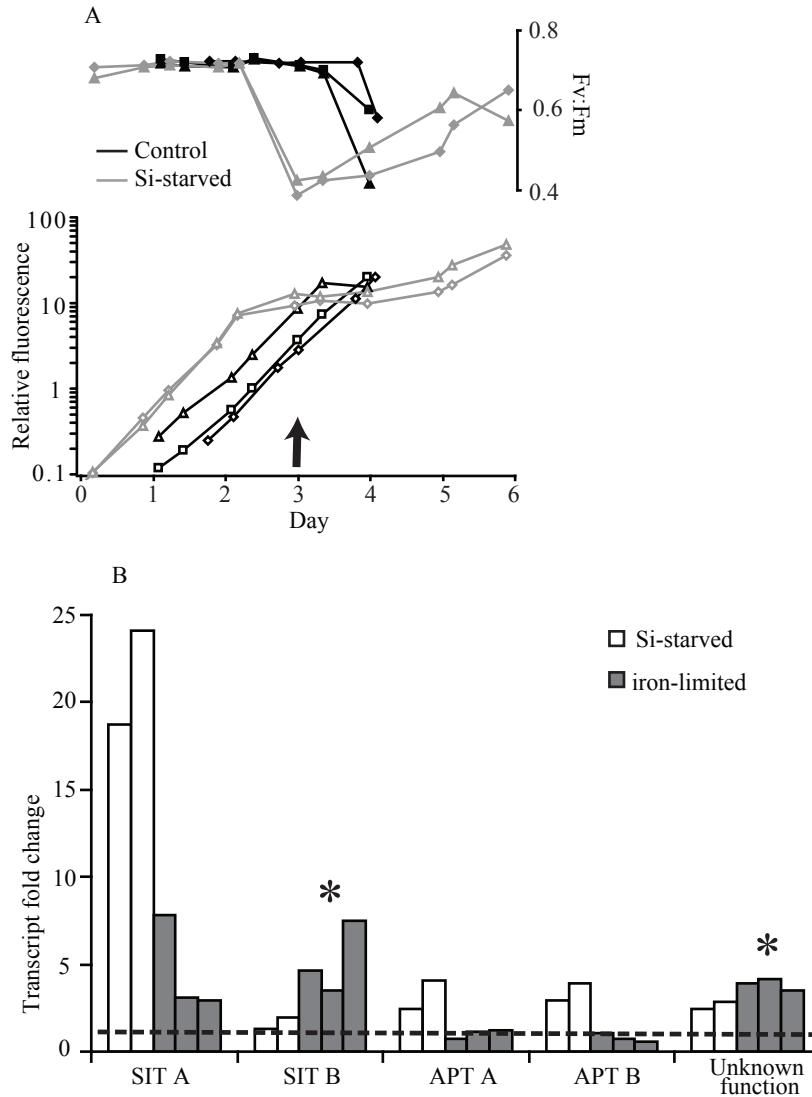 A
0.8
0.6
0.4
Fv:Fm
Control
Si-starved
100
10
1
0.1
Relative fluorescence
0 1 2 3 4 5 6
Day
B
25
20
15
10
5
0
Transcript fold change
Si-starved
iron-limited
*
*
SIT A SIT B APT A APT B Unknown
function